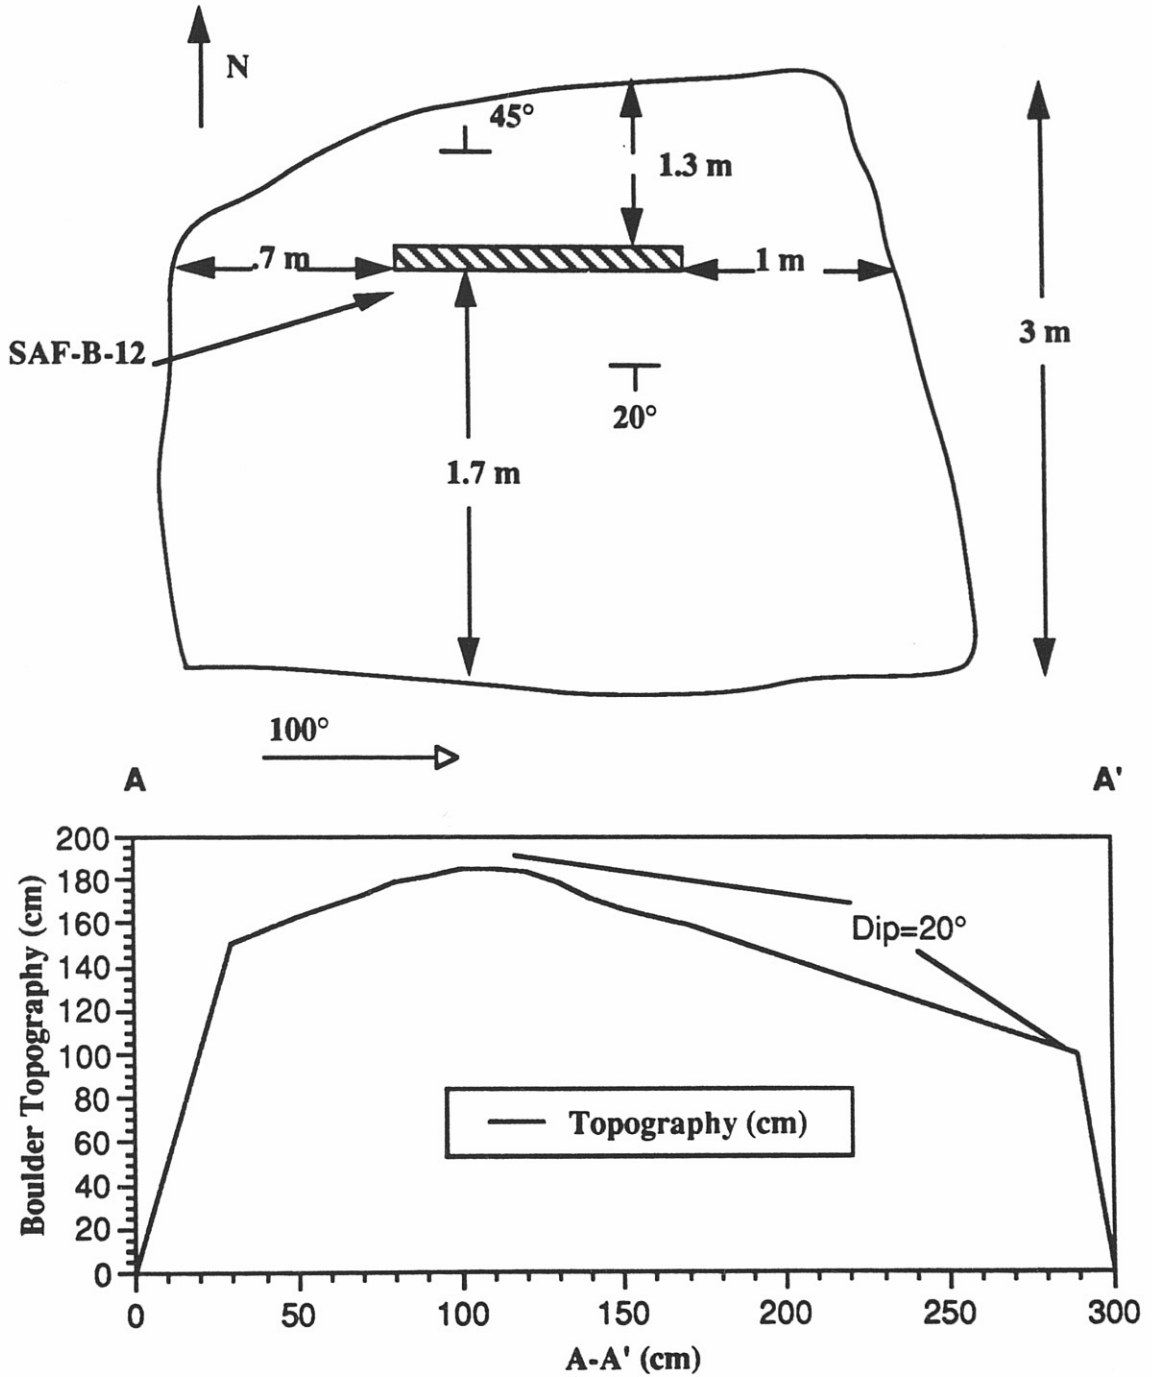 N
45°
1.3 m
.7 m
1 m
SAF-B-12
3 m
20°
1.7 m
100°
A
A'
200
180
160
140
120
100
80
60
40
20
0
Boulder Topography (cm)
Dip=20°
Topography (cm)
0
50
100
150
200
250
300
A-A' (cm)